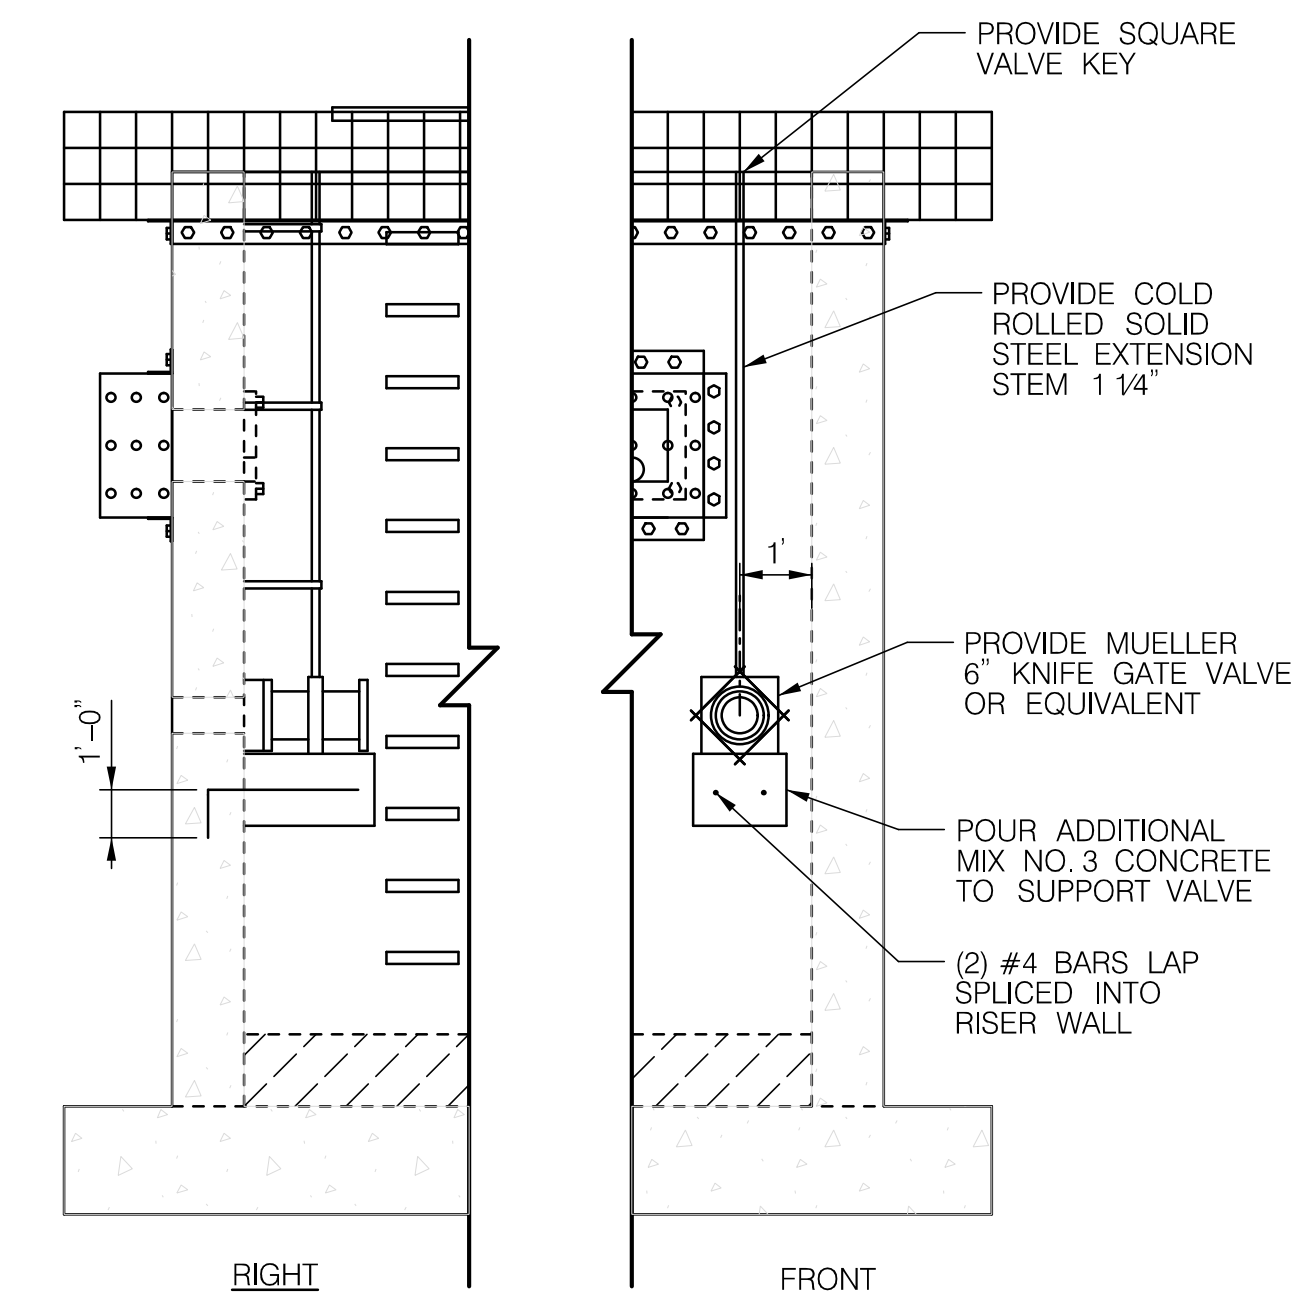 PROVIDE SQUARE
VALVE KEY
PROVIDE COLD
ROLLED SOLID
STEEL EXTENSION
STEM 1 1/4"
1'
PROVIDE MUELLER
6" KNIFE GATE VALVE
OR EQUIVALENT
1'-0"
POUR ADDITIONAL
MIX NO. 3 CONCRETE
TO SUPPORT VALVE
(2) #4 BARS LAP
SPLICED INTO
RISER WALL
RIGHT
FRONT